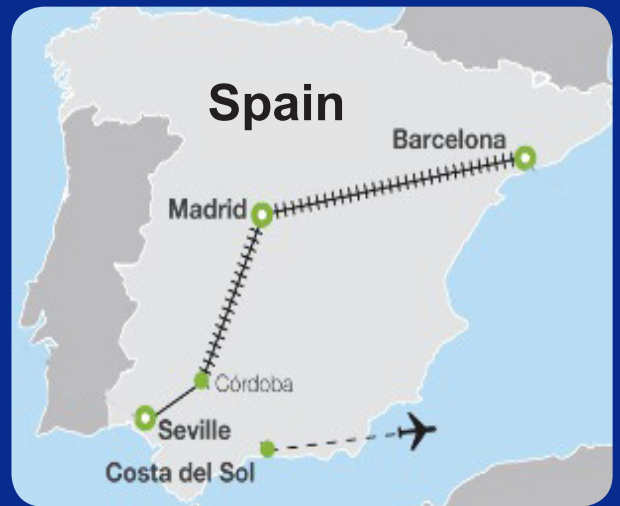 Spain
Barcelona
Madrid
Córdoba
Seville
Costa del Sol